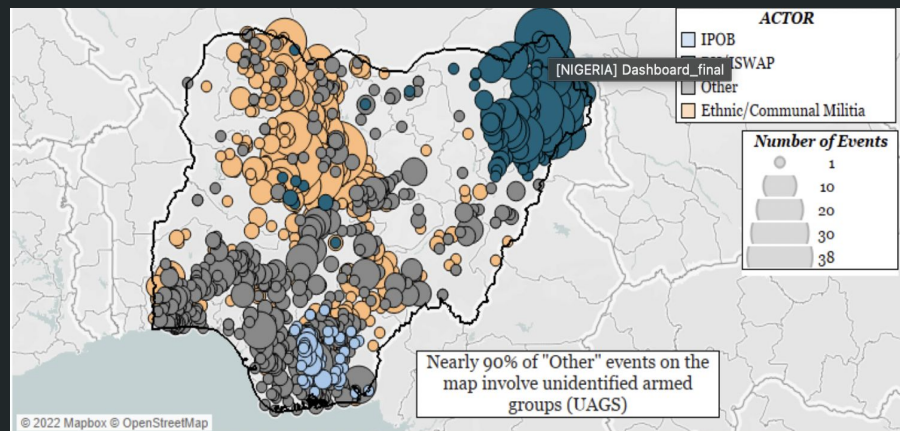 ACTOR
IPOB
ISWAP
[NIGERIA] Dashboard_final
Other
Ethnic/Communal Militia
Number of Events
1
10
20
30
38
Nearly 90% of "Other" events on the
map involve unidentified armed
groups (UAGS)
© 2022 Mapbox © OpenStreetMap